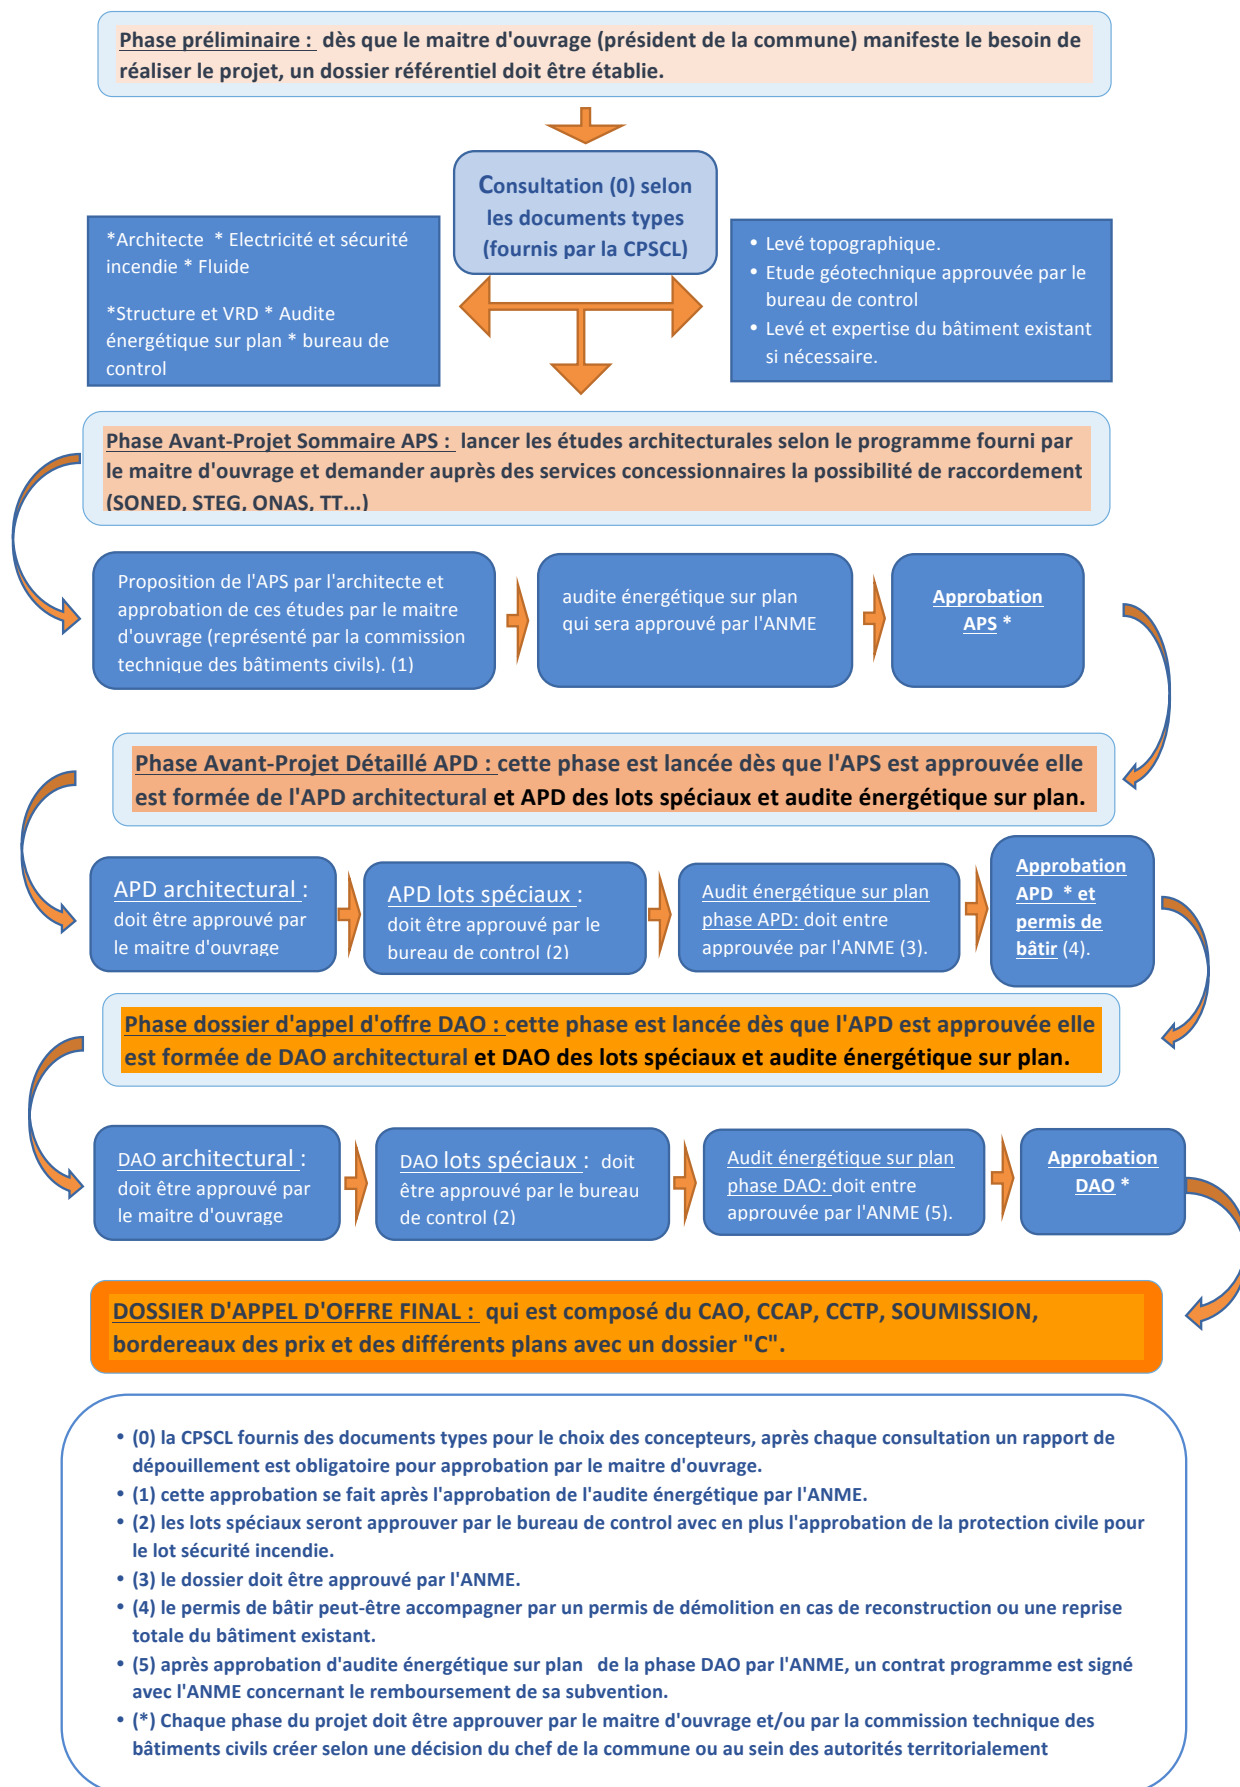 Phase préliminaire : dès que le maitre d'ouvrage (président de la commune) manifeste le besoin de
réaliser le projet, un dossier référentiel doit être établie.
Consultation (0) selon
les documents types
(fournis par la CPSCL)
*Architecte * Electricité et sécurité
incendie * Fluide
*Structure et VRD * Audite
énergétique sur plan * bureau de
control
• Levé topographique.
• Etude géotechnique approuvée par le
bureau de control
• Levé et expertise du bâtiment existant
si nécessaire.
Phase Avant-Projet Sommaire APS : lancer les études architecturales selon le programme fourni par
le maitre d'ouvrage et demander auprès des services concessionnaires la possibilité de raccordement
(SONED, STEG, ONAS, TT...)
Proposition de l'APS par l'architecte et
approbation de ces études par le maitre
d'ouvrage (représenté par la commission
technique des bâtiments civils). (1)
audite énergétique sur plan
qui sera approuvé par l'ANME
Approbation
APS *
Phase Avant-Projet Détaillé APD : cette phase est lancée dès que l'APS est approuvée elle
est formée de l'APD architectural et APD des lots spéciaux et audite énergétique sur plan.
APD architectural :
doit être approuvé par
le maitre d'ouvrage
APD lots spéciaux :
doit être approuvé par le
bureau de control (2)
Audit énergétique sur plan
phase APD: doit entre
approuvée par l'ANME (3).
Approbation
APD * et
permis de
bâtir (4).
Phase dossier d'appel d'offre DAO : cette phase est lancée dès que l'APD est approuvée elle
est formée de DAO architectural et DAO des lots spéciaux et audite énergétique sur plan.
DAO architectural :
doit être approuvé par
le maitre d'ouvrage
DAO lots spéciaux : doit
être approuvé par le bureau
de control (2)
Audit énergétique sur plan
phase DAO: doit entre
approuvée par l'ANME (5).
Approbation
DAO *
DOSSIER D'APPEL D'OFFRE FINAL : qui est composé du CAO, CCAP, CCTP, SOUMISSION,
bordereaux des prix et des différents plans avec un dossier "C".
• (0) la CPSCL fournis des documents types pour le choix des concepteurs, après chaque consultation un rapport de
dépouillement est obligatoire pour approbation par le maitre d'ouvrage.
• (1) cette approbation se fait après l'approbation de l'audite énergétique par l'ANME.
• (2) les lots spéciaux seront approuver par le bureau de control avec en plus l'approbation de la protection civile pour
le lot sécurité incendie.
• (3) le dossier doit être approuvé par l'ANME.
• (4) le permis de bâtir peut-être accompagner par un permis de démolition en cas de reconstruction ou une reprise
totale du bâtiment existant.
• (5) après approbation d'audite énergétique sur plan de la phase DAO par l'ANME, un contrat programme est signé
avec l'ANME concernant le remboursement de sa subvention.
• (*) Chaque phase du projet doit être approuver par le maitre d'ouvrage et/ou par la commission technique des
bâtiments civils créer selon une décision du chef de la commune ou au sein des autorités territorialement